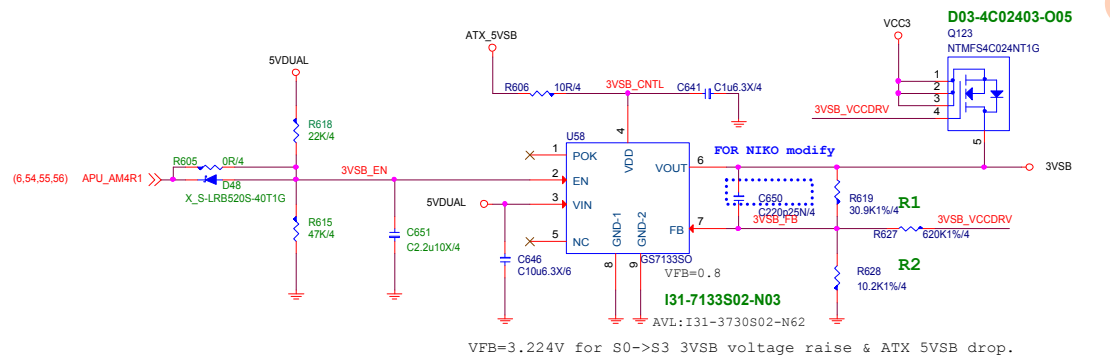 D03-4C02403-O05
VCC3
Q123
NTMFS4C024NT1G
ATX_5VSB
5VDUAL
R606
10R/4
3VSB_CNTL
C641
C1u6.3X/4
1
2
3
4
3VSB_VCCDRV
5
R618
22K/4
4
U58
FOR NIKO modify
1
POK
VDD
VOUT
6
3VSB
R605
0R/4
(6,54,55,56)
APU_AM4R1
D48
X_S-LRB520S-40T1G
3VSB_EN
2
EN
5VDUAL
3
VIN
C650
C220p25N/4
R619
30.9K1%/4
R1
3VSB_FB
7
FB
3VSB_VCCDRV
R627
620K1%/4
R615
47K/4
C651
C2.2u10X/4
5
NC
GND-1
GND-2
8
9
GS7133SO
VFB=0.8
C646
C10u6.3X/6
R2
R628
10.2K1%/4
I31-7133S02-N03
AVL:I31-3730S02-N62
VFB=3.224V for S0->S3 3VSB voltage raise & ATX 5VSB drop.